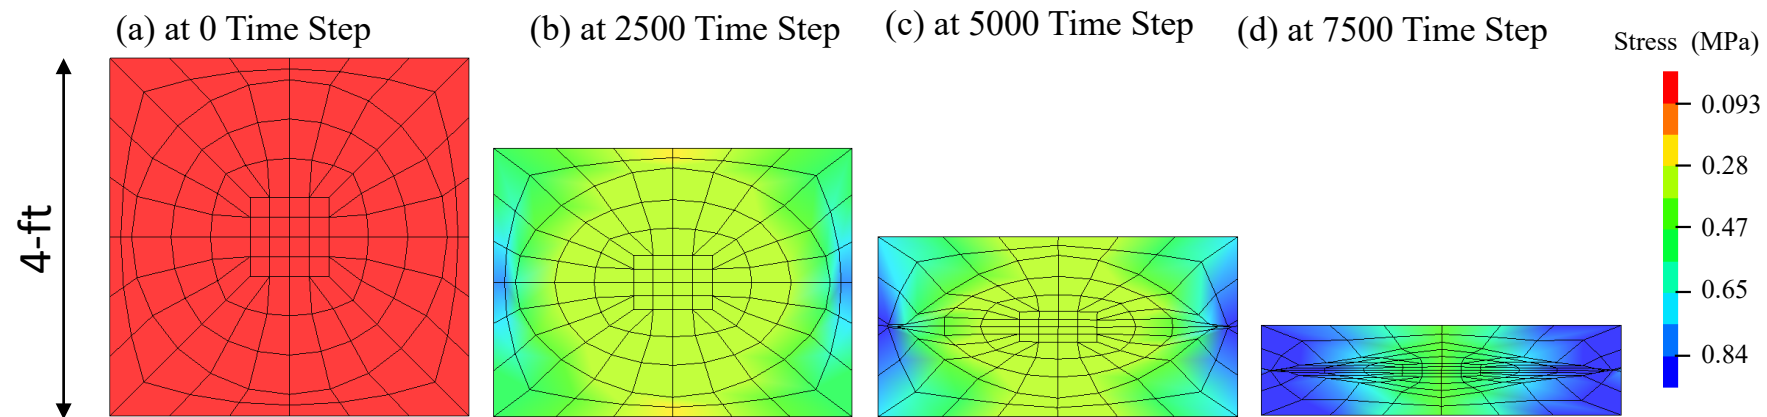 (a) at 0 Time Step
(b) at 2500 Time Step
(c) at 5000 Time Step
(d) at 7500 Time Step
Stress (MPa)
4-ft
0.093
0.28
0.47
0.65
0.84